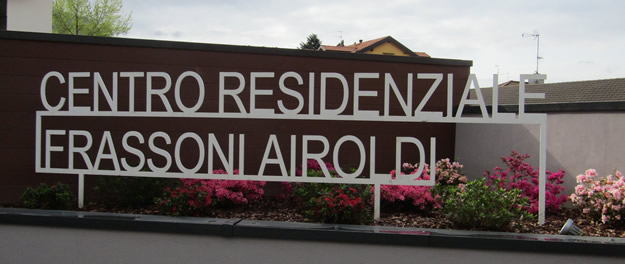 CENTRO RESIDENZIALE
FRASSONI AIROLDI